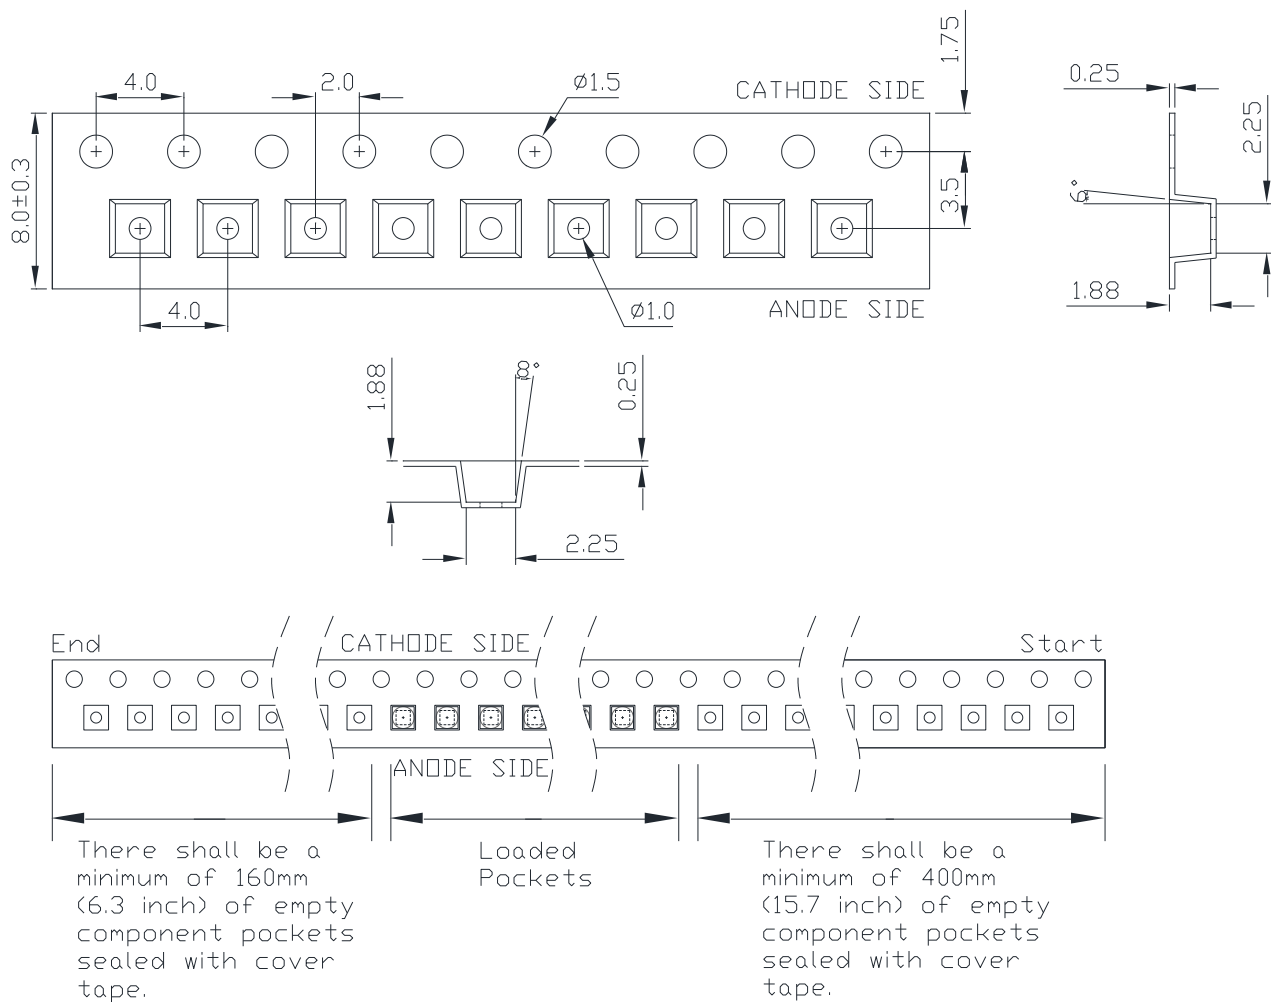 4.0
2.0
ø1.5
CATHODE SIDE
1.75
0.25
2.25
8.0±0.3
3.5
1.88
4.0
ø1.0
ANODE SIDE
1.88
8°
0.25
2.25
End
CATHODE SIDE
Start
ANODE SIDE
There shall be a
minimum of 160mm
(6.3 inch) of empty
component pockets
sealed with cover
tape.
Loaded
Pockets
There shall be a
minimum of 400mm
(15.7 inch) of empty
component pockets
sealed with cover
tape.